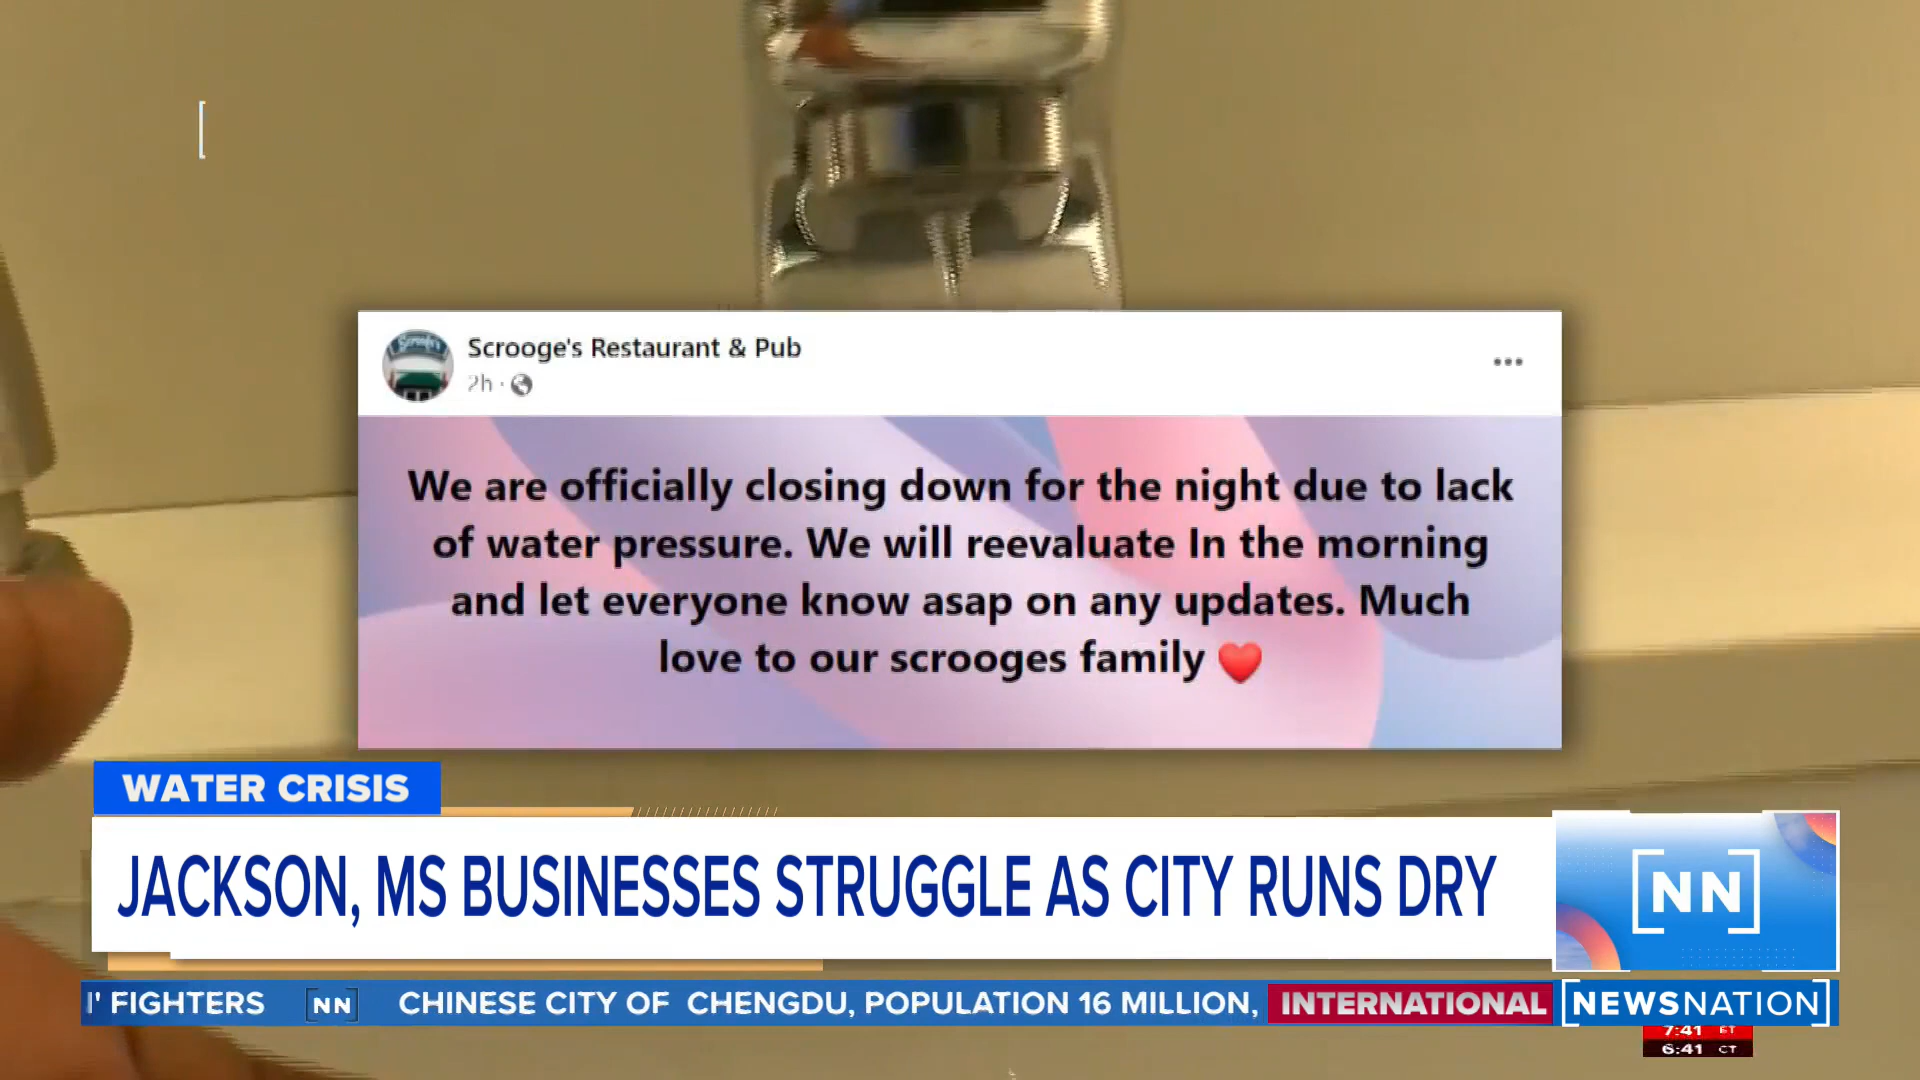 Scrooge's Restaurant & Pub
2h ·
We are officially closing down for the night due to lack
of water pressure. We will reevaluate In the morning
and let everyone know asap on any updates. Much
love to our scrooges family ❤️
WATER CRISIS
JACKSON, MS BUSINESSES STRUGGLE AS CITY RUNS DRY
[NN]
' FIGHTERS [NN] CHINESE CITY OF CHENGDU, POPULATION 16 MILLION, INTERNATIONAL [NEWSNATION]
7:41 ET
6:41 CT